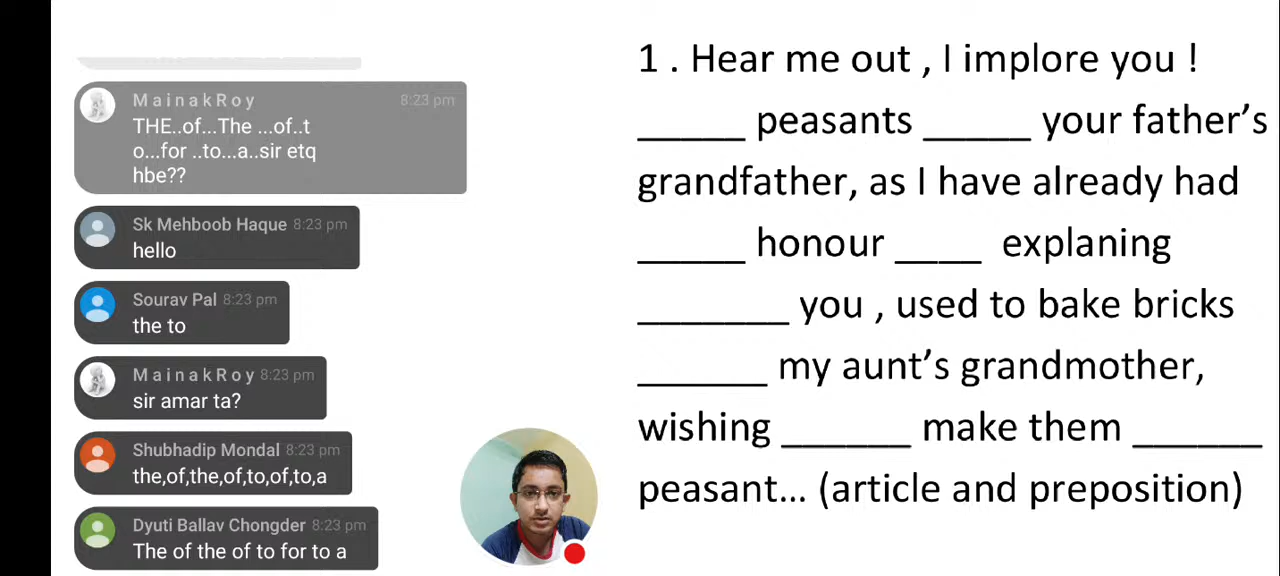 MainakRoy 8:23 pm
THE..of...The ...of..t
o...for ..to...a..sir etq
hbe??
Sk Mehboob Haque 8:23 pm
hello
Sourav Pal 8:23 pm
the to
MainakRoy 8:23 pm
sir amar ta?
Shubhadip Mondal 8:23 pm
the,of,the,of,to,of,to,a
Dyuti Ballav Chongder 8:23 pm
The of the of to for to a
1 . Hear me out , I implore you !
_____ peasants _____ your father’s
grandfather, as I have already had
_____ honour ____ explaning
_______ you , used to bake bricks
______ my aunt’s grandmother,
wishing ______ make them ______
peasant... (article and preposition)